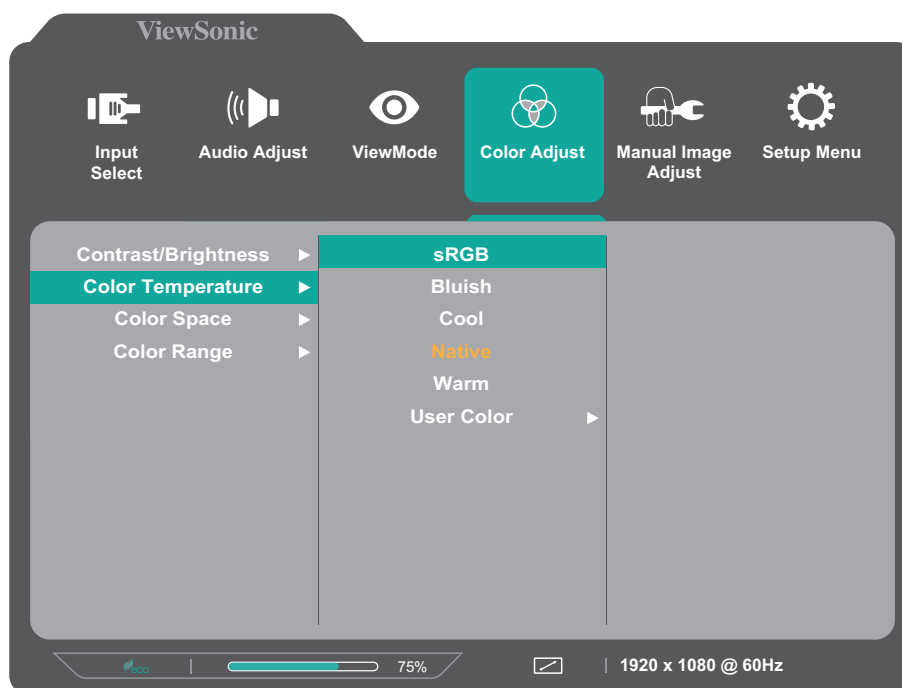 ViewSonic
Input
Select
Audio Adjust
ViewMode
Color Adjust
Manual Image
Adjust
Setup Menu
Contrast/Brightness
Color Temperature
Color Space
Color Range
sRGB
Bluish
Cool
Native
Warm
User Color
eco
75%
1920 x 1080 @ 60Hz